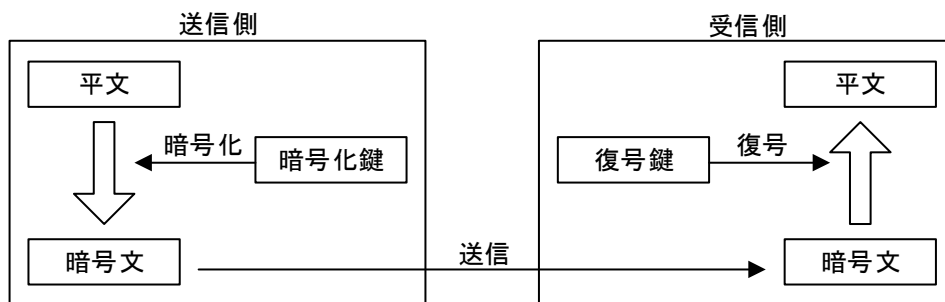 送信側
受信側
平文
平文
暗号化
暗号化鍵
復号鍵
復号
暗号文
送信
暗号文